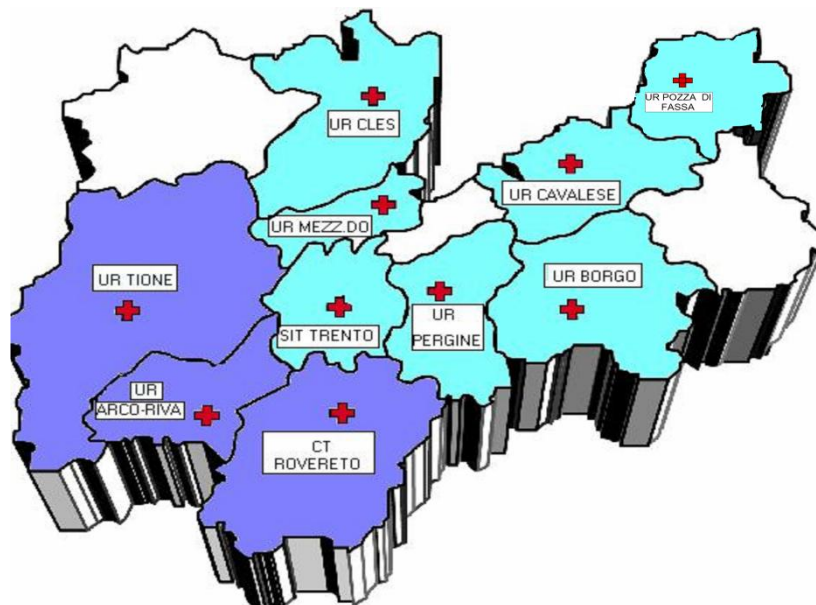 UR POZZA DI
FASSA
UR CLES
UR CAVALESE
UR MEZZ.DO
UR TIONE
UR BORGO
SIT TRENTO
UR
PERGINE
UR
ARCO-RIVA
CT
ROVERETO